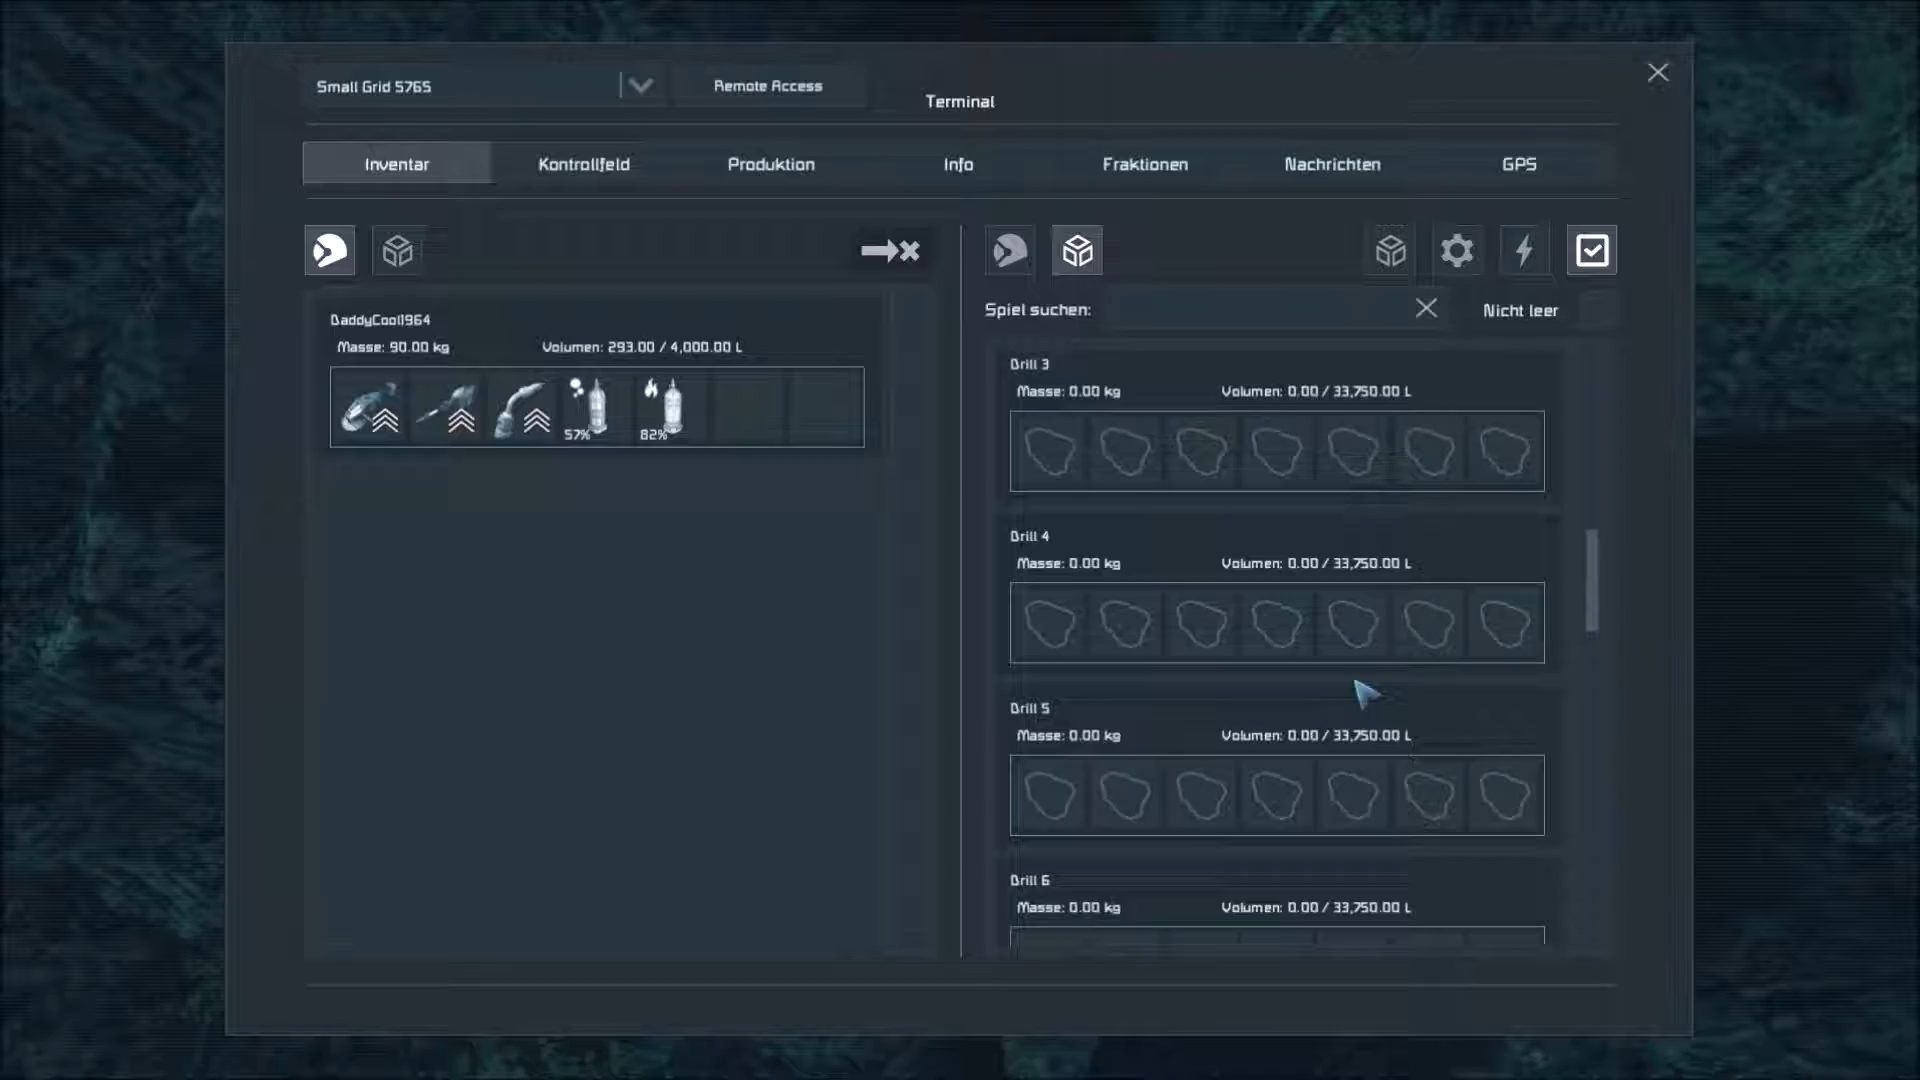 Small Grid 5765
Remote Access
Terminal
Inventar
Kontrollfeld
Produktion
Info
Fraktionen
Nachrichten
GPS
DaddyCool1964
Masse: 90.00 kg
Volumen: 293.00 / 4,000.00 L
57%
82%
Spiel suchen:
Nicht leer
Drill 3
Masse: 0.00 kg
Volumen: 0.00 / 33,750.00 L
Drill 4
Masse: 0.00 kg
Volumen: 0.00 / 33,750.00 L
Drill 5
Masse: 0.00 kg
Volumen: 0.00 / 33,750.00 L
Drill 6
Masse: 0.00 kg
Volumen: 0.00 / 33,750.00 L